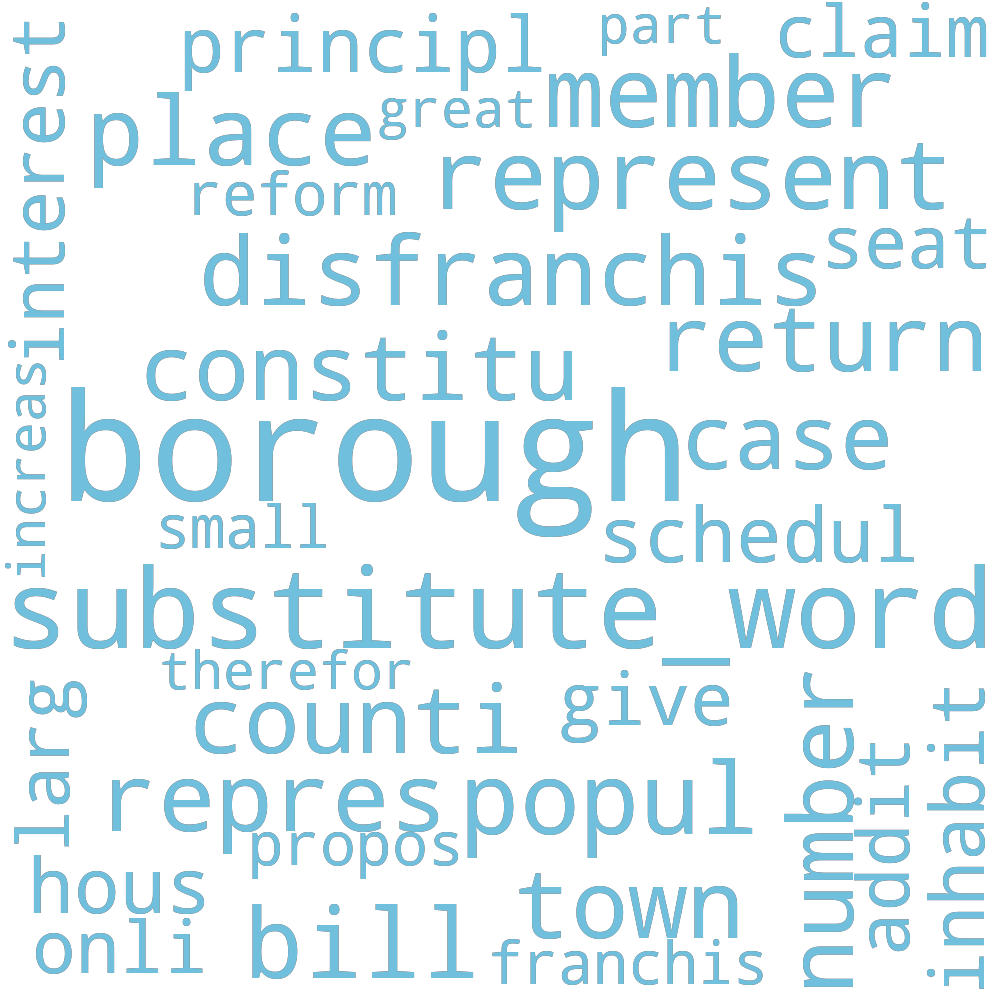 principl
part
claim
place
great
member
interest
reform
represent
disfranchis
seat
constitu
return
increas
borough
case
small
schedul
substitute_word
therefor
give
larg
counti
number
inhabit
repres
popul
addit
propos
hous
town
onli
bill
franchis